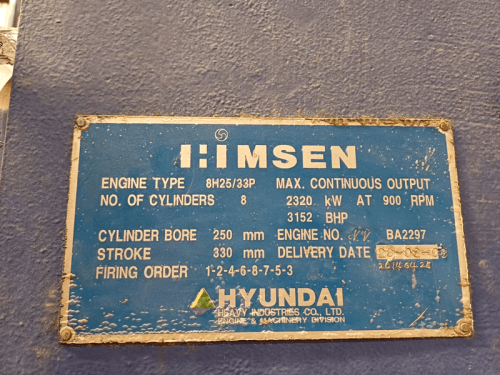 HiMSEN
ENGINE TYPE 8H25/33P MAX. CONTINUOUS OUTPUT
NO. OF CYLINDERS 8 2320 kW AT 900 RPM
3152 BHP
CYLINDER BORE 250 mm ENGINE NO. BA2297
STROKE 330 mm DELIVERY DATE
FIRING ORDER 1-2-4-6-8-7-5-3
HYUNDAI
HEAVY INDUSTRIES CO., LTD.
ENGINE & MACHINERY DIVISION